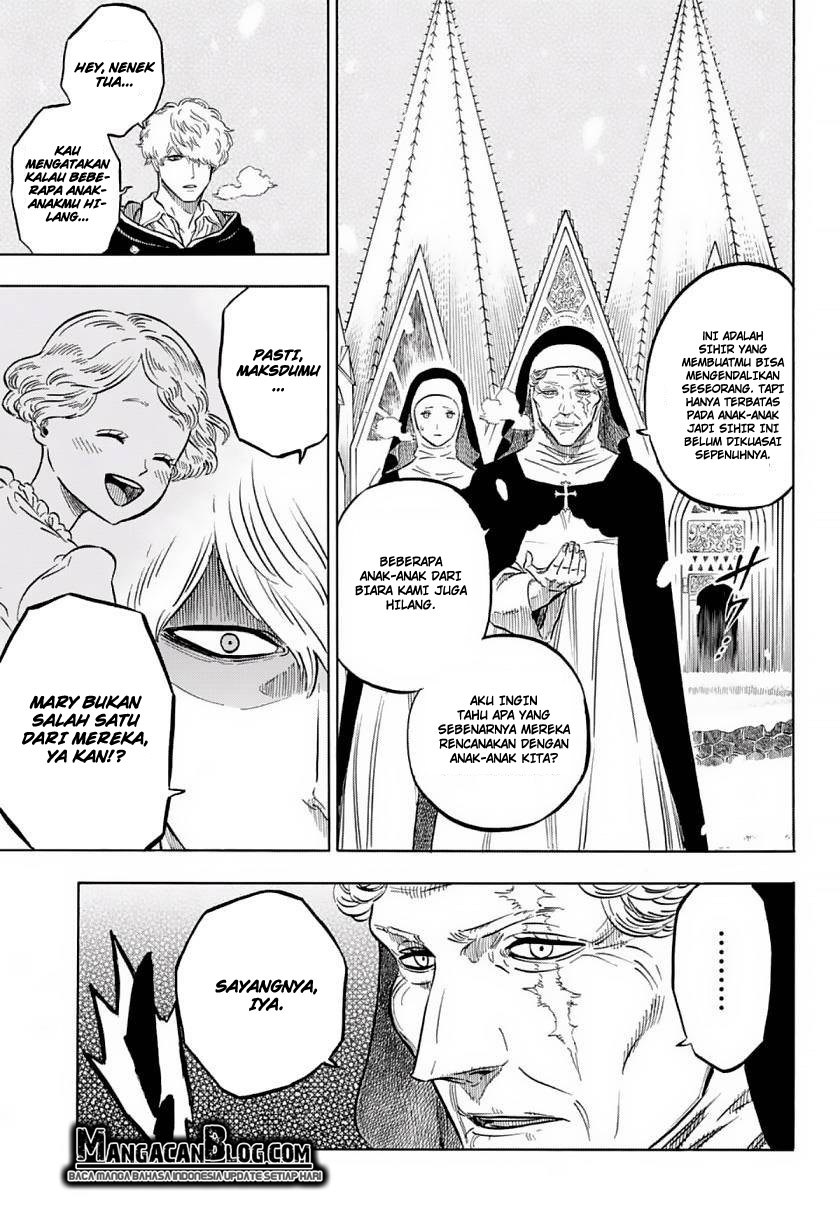 INI ADALAH
SIHIR YANG
MEMBUATMU BISA
MENGENDALIKAN
SESEORANG. TAPI
HANYA TERBATAS
PADA ANAK-ANAK
JADI SIHIR INI
BELUM DIKUASAI
SEPENUHNYA.
BEBERAPA
ANAK-ANAK DARI
BIARA KAMI JUGA
HILANG.
AKU INGIN
TAHU APA YANG
SEBENARNYA MEREKA
RENCANAKAN DENGAN
ANAK-ANAK KITA?
HEY, NENEK
TUA...
KAU
MENGATAKAN
KALAU BEBE-
RAPA ANAK-
ANAKMU HI-
LANG...
PASTI,
MAKSDUMU
...
MARY BUKAN
SALAH SATU
DARI MEREKA,
YA KAN!?
........
SAYANGNYA,
IYA.
MANGACANBLOG.COM
BACA MANGA BAHASA INDONESIA UPDATE SETIAP HARI